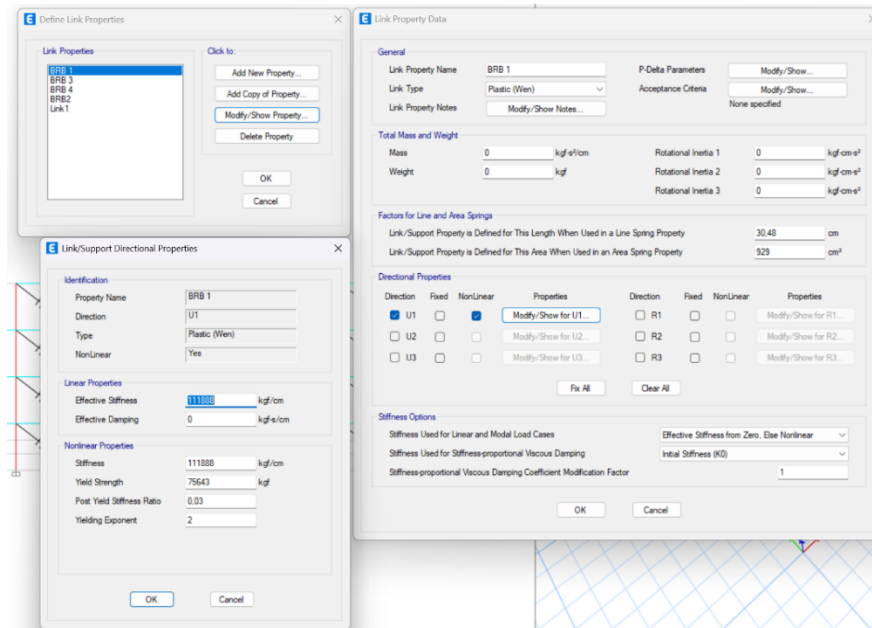 Define Link Properties
Link Properties
BRB 1
BRB 3
BRB 4
BRB2
Link1
Click to:
Add New Property...
Add Copy of Property...
Modify/Show Property...
Delete Property
OK
Cancel
Link/Support Directional Properties
Identification
Property Name BRB 1
Direction U1
Type Plastic (Wen)
NonLinear Yes
Linear Properties
Effective Stiffness 111888 kgf/cm
Effective Damping 0 kgf-s/cm
Nonlinear Properties
Stiffness 111888 kgf/cm
Yield Strength 75643 kgf
Post Yield Stiffness Ratio 0,03
Yielding Exponent 2
OK Cancel
Link Property Data
General
Link Property Name BRB 1 P-Delta Parameters Modify/Show...
Link Type Plastic (Wen) Acceptance Criteria Modify/Show...
Link Property Notes Modify/Show Notes... None specified
Total Mass and Weight
Mass 0 kgf-s²/cm Rotational Inertia 1 0 kgf-cm-s²
Weight 0 kgf Rotational Inertia 2 0 kgf-cm-s²
Rotational Inertia 3 0 kgf-cm-s²
Factors for Line and Area Springs
Link/Support Property is Defined for This Length When Used in a Line Spring Property 30,48 cm
Link/Support Property is Defined for This Area When Used in an Area Spring Property 929 cm²
Directional Properties
Direction Fixed NonLinear Properties Direction Fixed NonLinear Properties
U1 Modify/Show for U1... R1 Modify/Show for R1...
U2 Modify/Show for U2... R2 Modify/Show for R2...
U3 Modify/Show for U3... R3 Modify/Show for R3...
Fix All Clear All
Stiffness Options
Stiffness Used for Linear and Modal Load Cases Effective Stiffness from Zero, Else Nonlinear
Stiffness Used for Stiffness-proportional Viscous Damping Initial Stiffness (K0)
Stiffness-proportional Viscous Damping Coefficient Modification Factor 1
OK Cancel